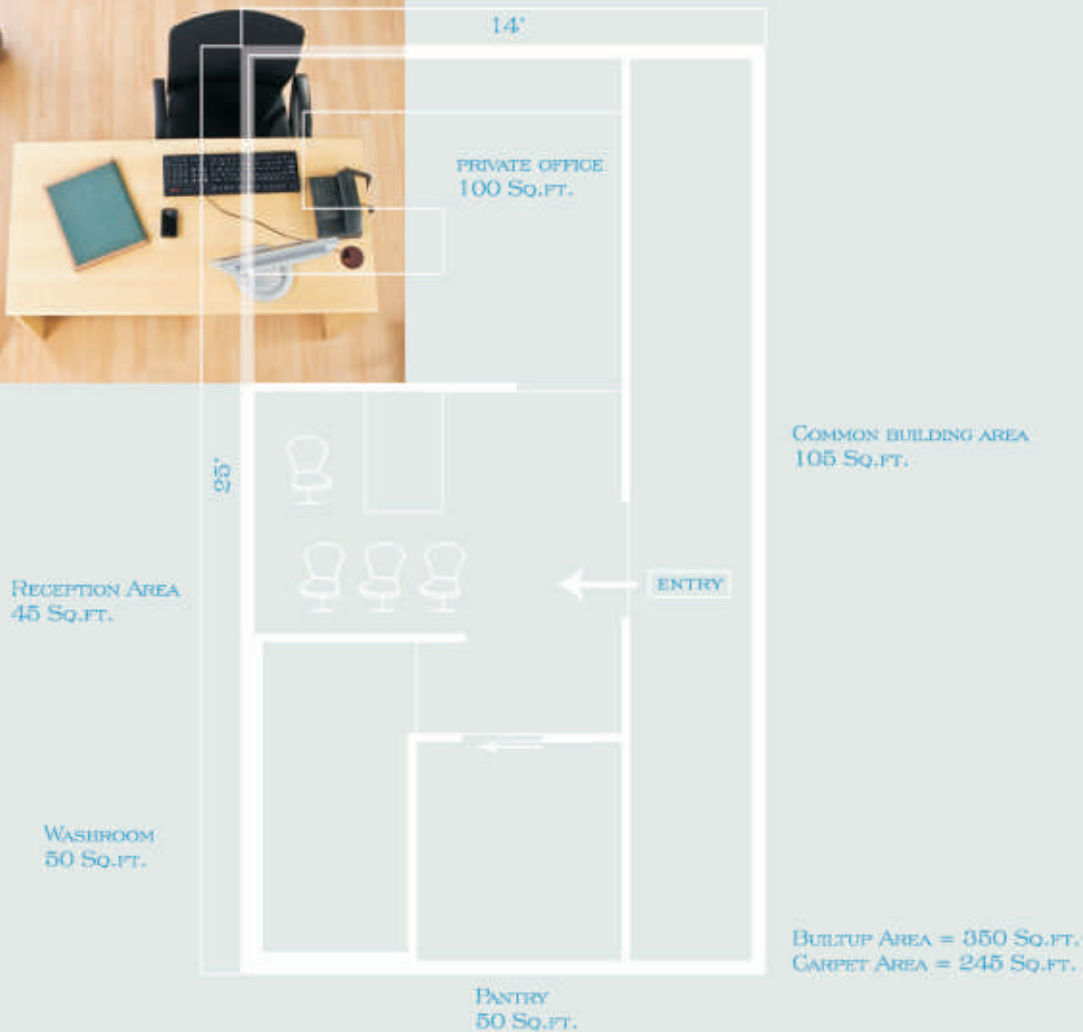 14'
PRIVATE OFFICE
100 SQ.FT.
COMMON BUILDING AREA
105 SQ.FT.
25'
RECEPTION AREA
45 SQ.FT.
ENTRY
WASHROOM
50 SQ.FT.
BUILTUP AREA = 350 SQ.FT.
CARPET AREA = 245 SQ.FT.
PANTRY
50 SQ.FT.